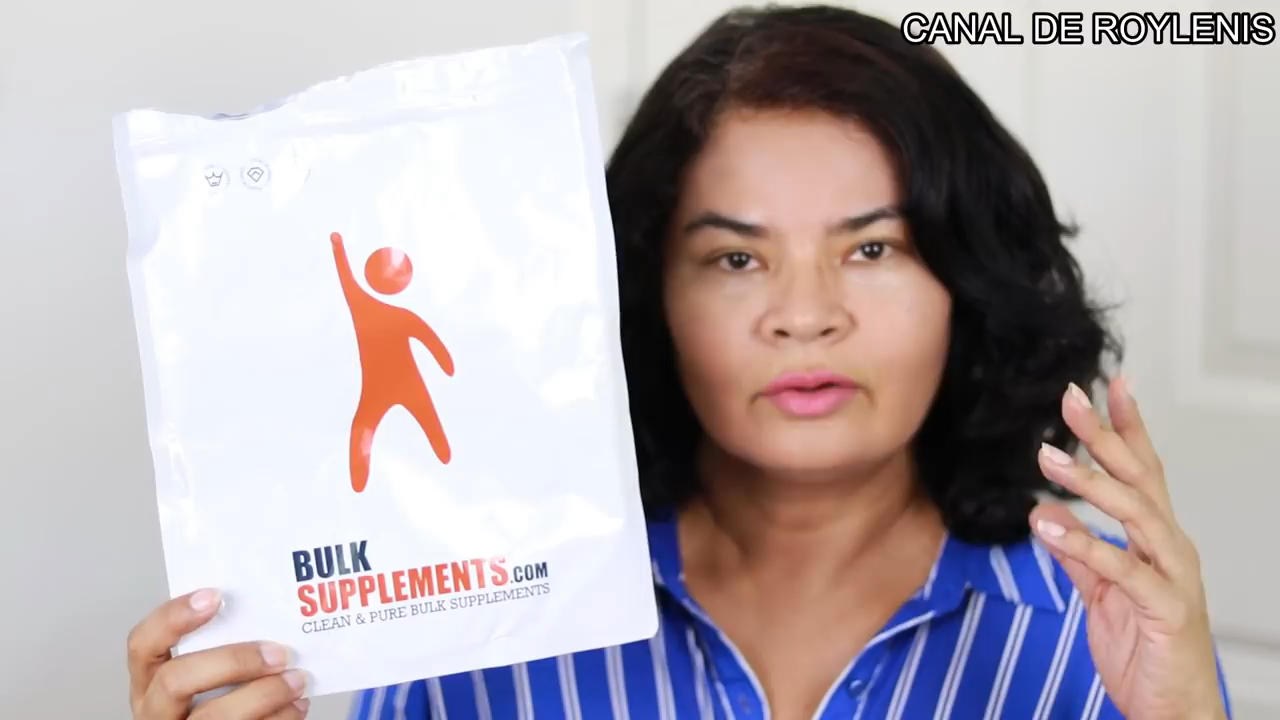 CANAL DE ROYLENIS
BULK
SUPPLEMENTS.COM
CLEAN & PURE BULK SUPPLEMENTS